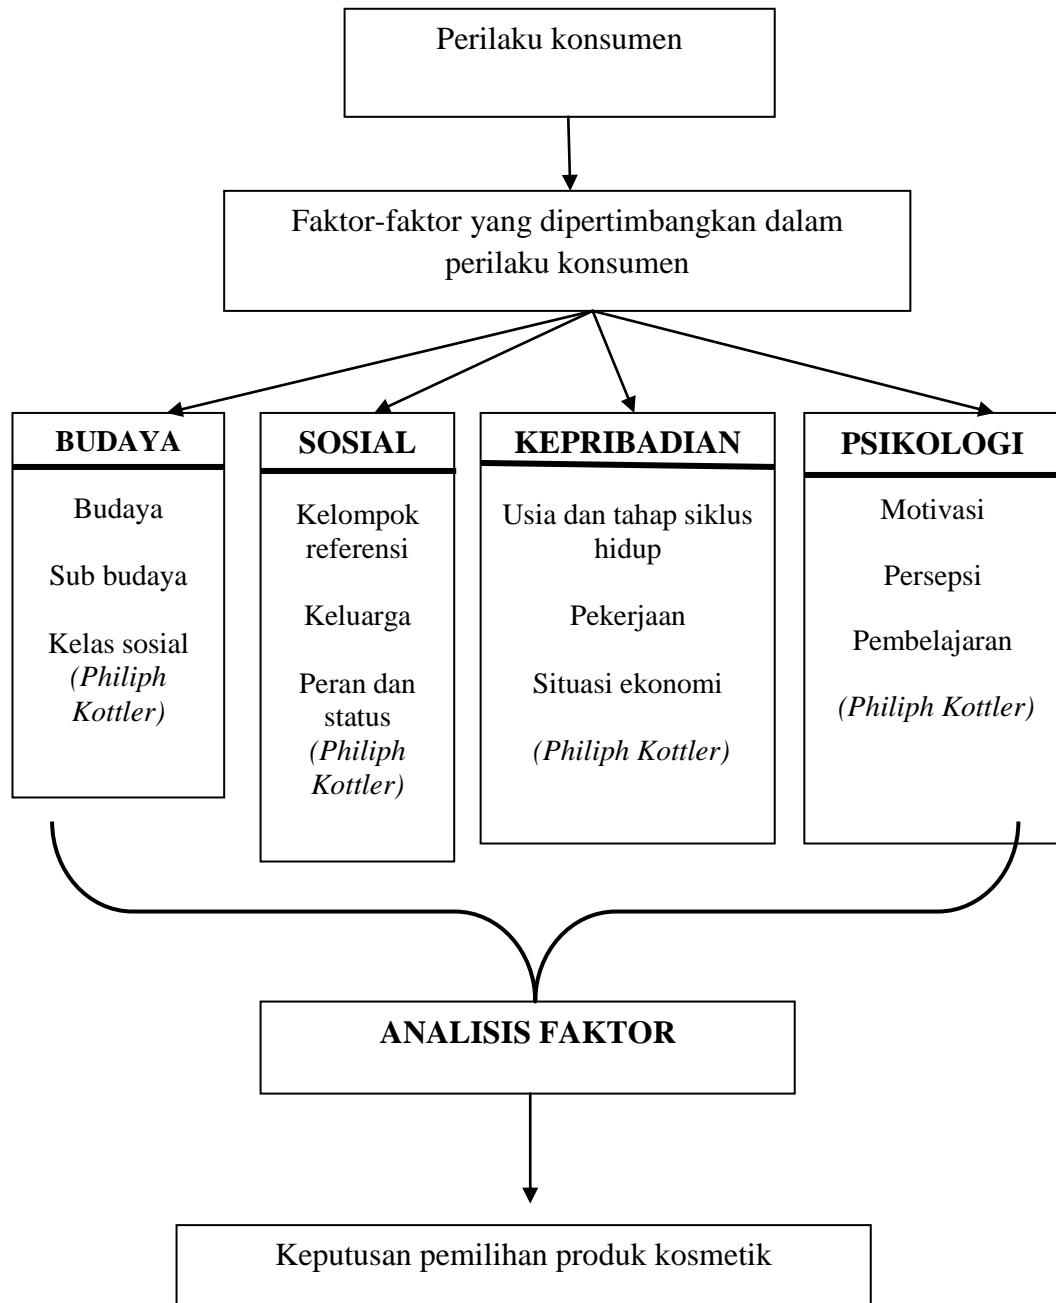 Perilaku konsumen
Faktor-faktor yang dipertimbangkan dalam
perilaku konsumen
BUDAYA
Budaya
Sub budaya
Kelas sosial
(Philiph
Kottler)
SOSIAL
Kelompok
referensi
Keluarga
Peran dan
status
(Philiph
Kottler)
KEPRIBADIAN
Usia dan tahap siklus
hidup
Pekerjaan
Situasi ekonomi
(Philiph Kottler)
PSIKOLOGI
Motivasi
Persepsi
Pembelajaran
(Philiph Kottler)
ANALISIS FAKTOR
Keputusan pemilihan produk kosmetik